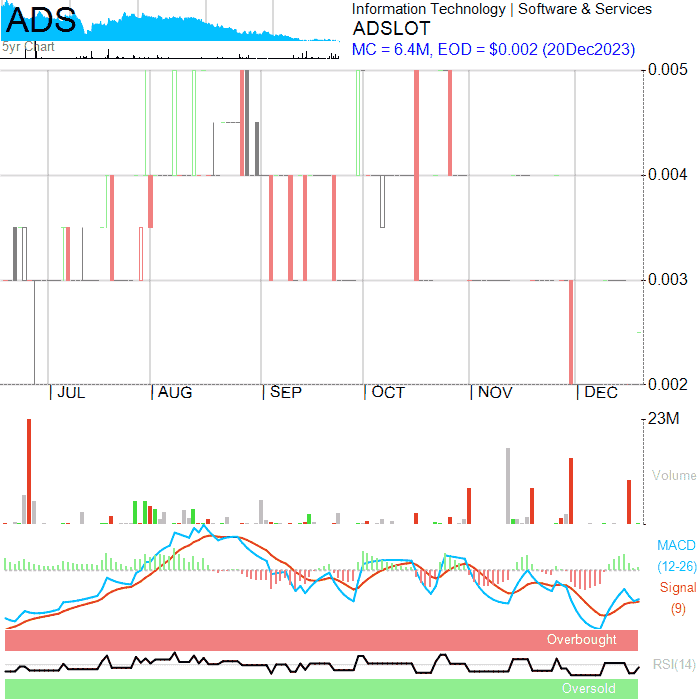 ADS
5yr Chart
Information Technology | Software & Services
ADSLOT
MC = 6.4M, EOD = $0.002 (20Dec2023)
0.005
0.004
0.003
0.002
JUL AUG SEP OCT NOV DEC
23M
Volume
MACD
(12-26)
Signal
(9)
Overbought
RSI(14)
Oversold